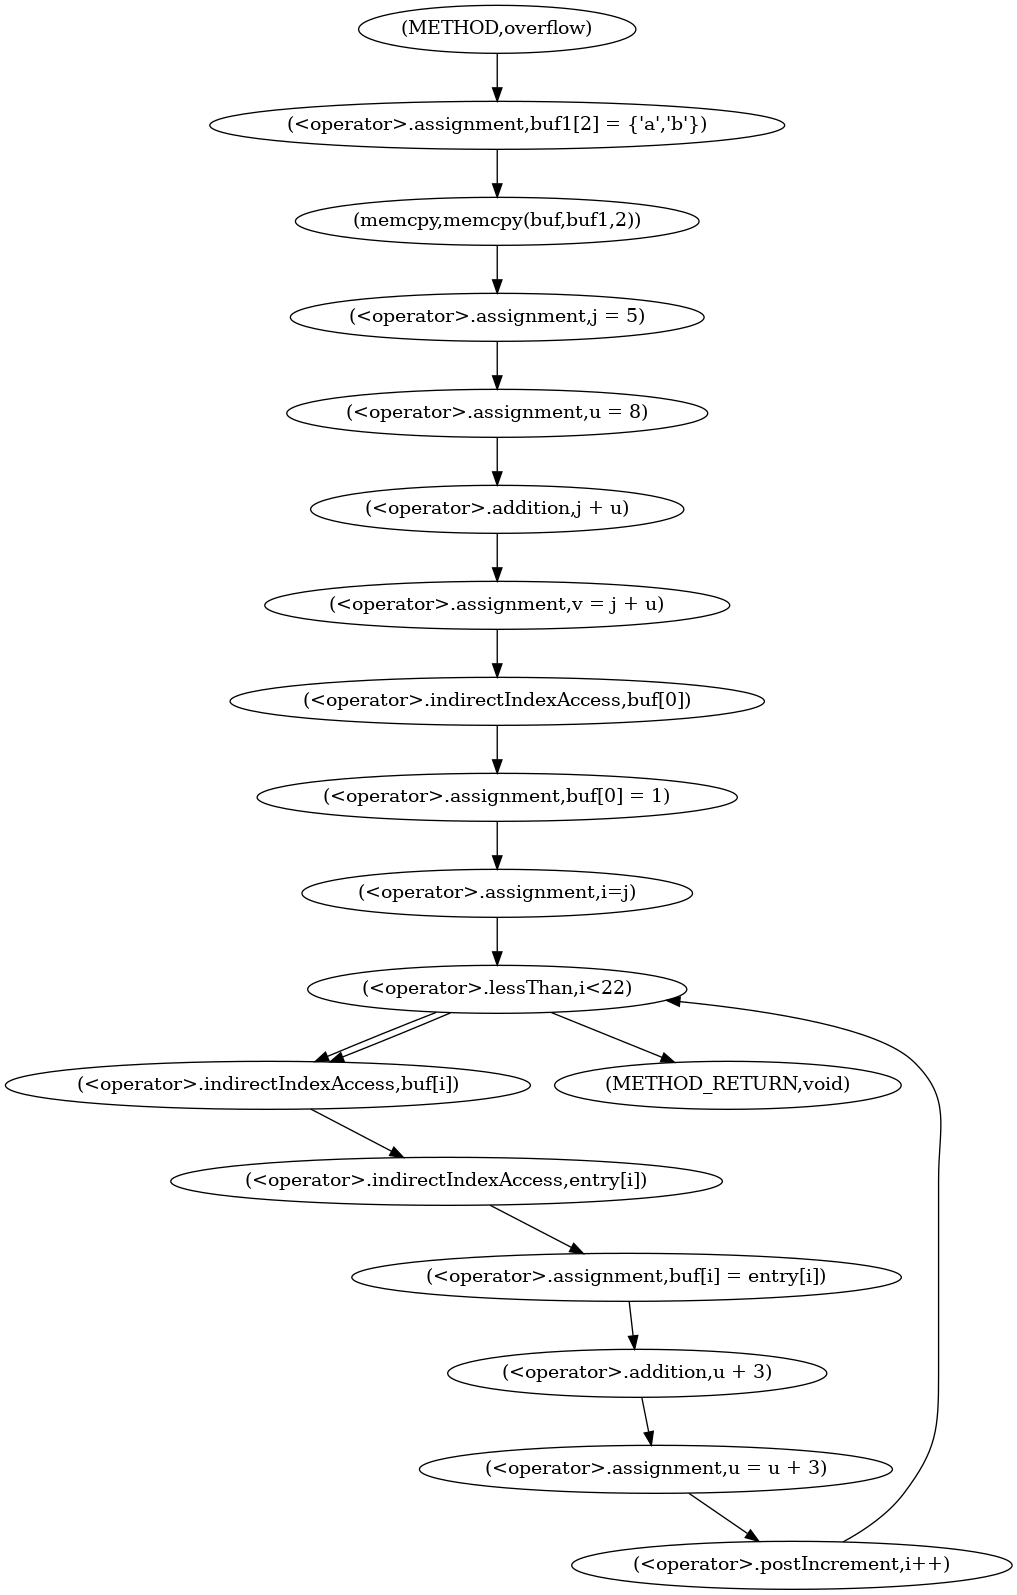 (METHOD,overflow)
(<operator>.assignment,buf1[2] = {'a','b'})
(memcpy,memcpy(buf,buf1,2))
(<operator>.assignment,j = 5)
(<operator>.assignment,u = 8)
(<operator>.addition,j + u)
(<operator>.assignment,v = j + u)
(<operator>.indirectIndexAccess,buf[0])
(<operator>.assignment,buf[0] = 1)
(<operator>.assignment,i=j)
(<operator>.lessThan,i<22)
(<operator>.indirectIndexAccess,buf[i])
(METHOD_RETURN,void)
(<operator>.indirectIndexAccess,entry[i])
(<operator>.assignment,buf[i] = entry[i])
(<operator>.addition,u + 3)
(<operator>.assignment,u = u + 3)
(<operator>.postIncrement,i++)